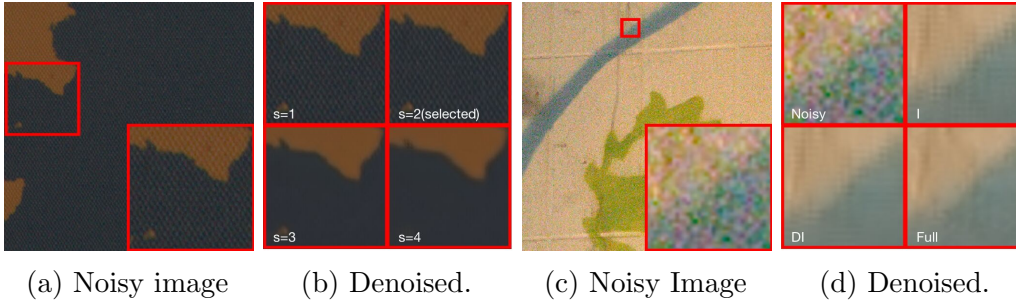 s=1
s=2(selected)
s=3
s=4
Noisy
I
DI
Full
(a) Noisy image
(b) Denoised.
(c) Noisy Image
(d) Denoised.